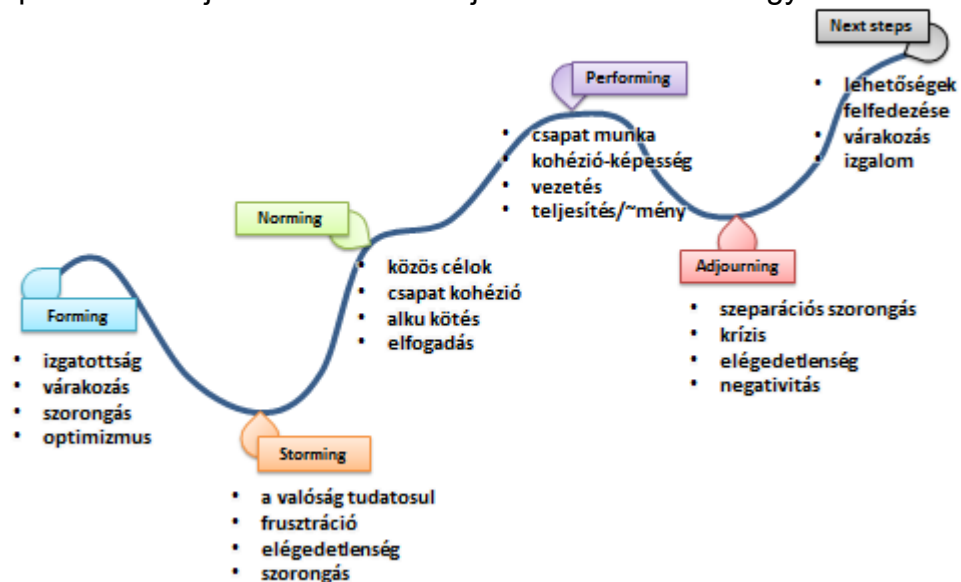 Forming
• izgatottság
• várakozás
• szorongás
• optimizmus
Storming
• a valóság tudatosul
• frusztráció
• elégedetlenség
• szorongás
Norming
• közös célok
• csapat kohézió
• alku kötés
• elfogadás
Performing
• csapat munka
• kohézió-képesség
• vezetés
• teljesítés/~mény
Adjourning
• szeparációs szorongás
• krízis
• elégedetlenség
• negativitás
Next steps
• lehetőségek
felfedezése
• várakozás
• izgalom